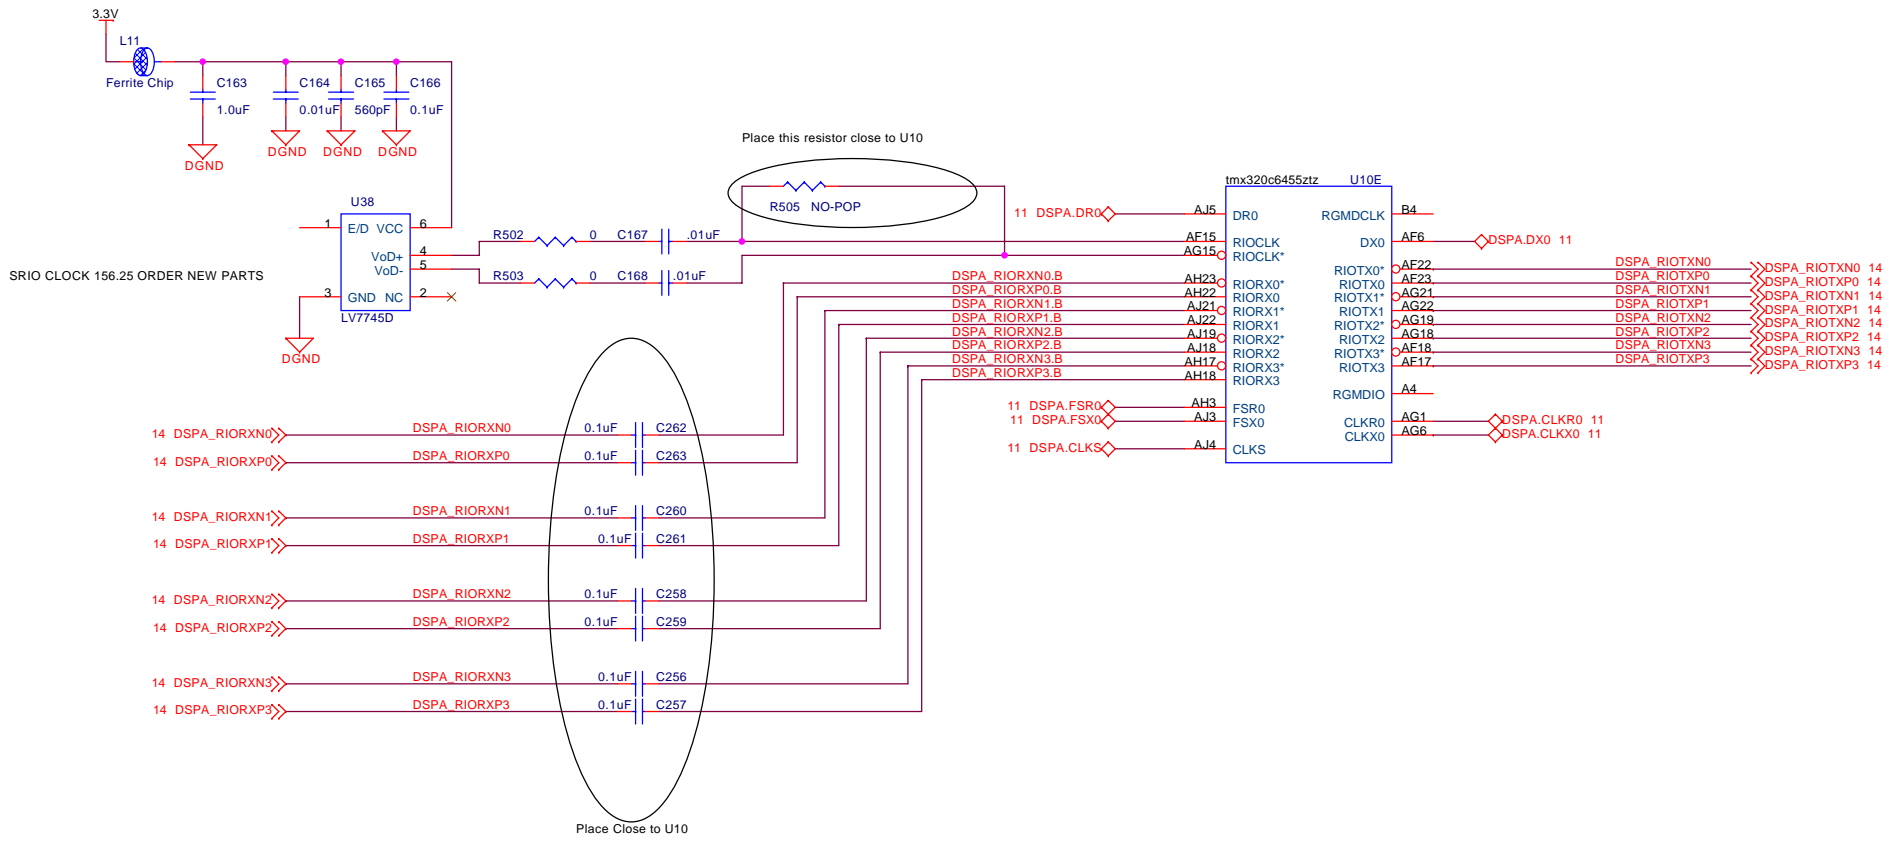 3.3V
L11
Ferrite Chip
C163
1.0uF
C164
0.01uF
C165
560pF
C166
0.1uF
DGND
DGND
DGND
DGND
Place this resistor close to U10
R505 NO-POP
U38
1 E/D VCC 6
VoD+ 4
VoD- 5
3 GND NC 2
LV7745D
DGND
SRIO CLOCK 156.25 ORDER NEW PARTS
R502 0 C167 .01uF
R503 0 C168 .01uF
tmx320c6455ztz U10E
11 DSPA.DR0 AJ5 DR0
AF15 RIOCLK
AG15 RIOCLK*
DSPA_RIORXN0.B AH23 RIORX0*
DSPA_RIORXP0.B AH22 RIORX0
DSPA_RIORXN1.B AJ21 RIORX1*
DSPA_RIORXP1.B AJ22 RIORX1
DSPA_RIORXN2.B AJ19 RIORX2*
DSPA_RIORXP2.B AJ18 RIORX2
DSPA_RIORXN3.B AH17 RIORX3*
DSPA_RIORXP3.B AH18 RIORX3
11 DSPA.FSR0 AH3 FSR0
11 DSPA.FSX0 AJ3 FSX0
11 DSPA.CLKS AJ4 CLKS
RGMDCLK B4
DX0 AF6 DSPA.DX0 11
RIOTX0* AF22 DSPA_RIOTXN0 DSPA_RIOTXN0 14
RIOTX0 AF23 DSPA_RIOTXP0 DSPA_RIOTXP0 14
RIOTX1* AG21 DSPA_RIOTXN1 DSPA_RIOTXN1 14
RIOTX1 AG22 DSPA_RIOTXP1 DSPA_RIOTXP1 14
RIOTX2* AG19 DSPA_RIOTXN2 DSPA_RIOTXN2 14
RIOTX2 AG18 DSPA_RIOTXP2 DSPA_RIOTXP2 14
RIOTX3* AF18 DSPA_RIOTXN3 DSPA_RIOTXN3 14
RIOTX3 AF17 DSPA_RIOTXP3 DSPA_RIOTXP3 14
RGMDIO A4
CLKR0 AG1 DSPA.CLKR0 11
CLKX0 AG6 DSPA.CLKX0 11
14 DSPA_RIORXN0 DSPA_RIORXN0 0.1uF C262
14 DSPA_RIORXP0 DSPA_RIORXP0 0.1uF C263
14 DSPA_RIORXN1 DSPA_RIORXN1 0.1uF C260
14 DSPA_RIORXP1 DSPA_RIORXP1 0.1uF C261
14 DSPA_RIORXN2 DSPA_RIORXN2 0.1uF C258
14 DSPA_RIORXP2 DSPA_RIORXP2 0.1uF C259
14 DSPA_RIORXN3 DSPA_RIORXN3 0.1uF C256
14 DSPA_RIORXP3 DSPA_RIORXP3 0.1uF C257
Place Close to U10